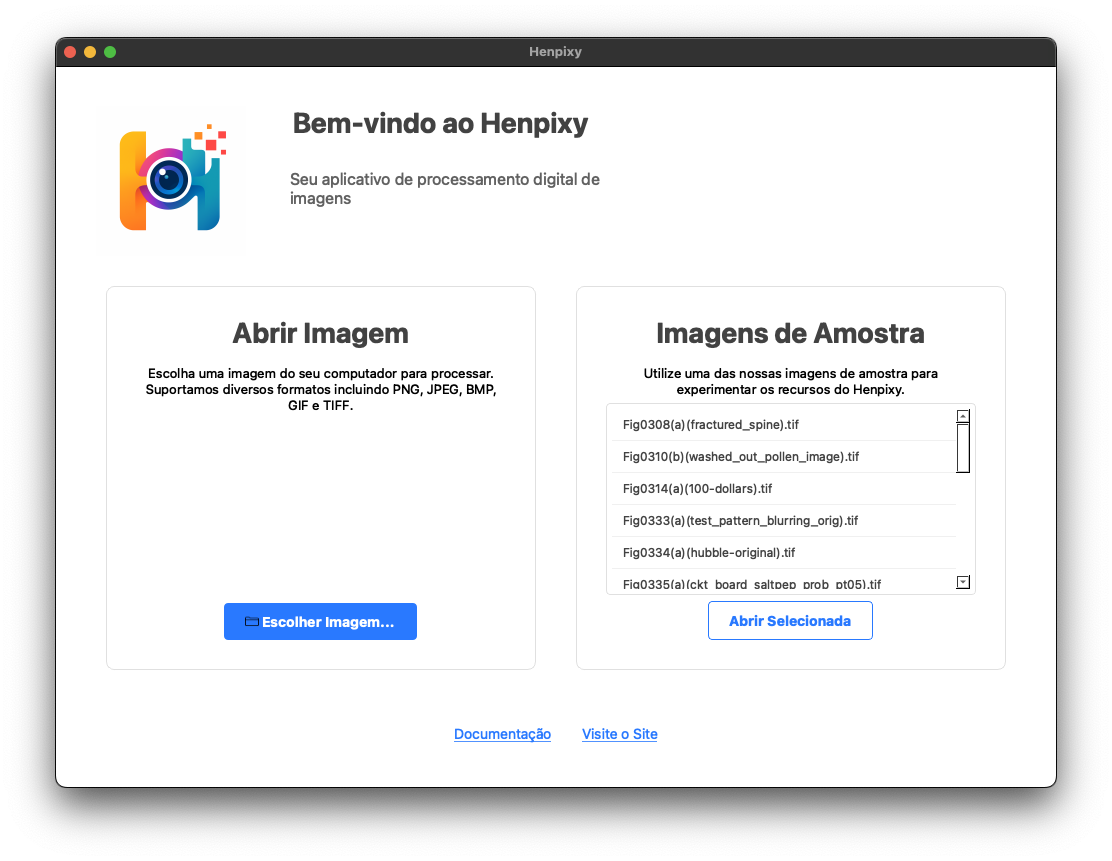 Henpixy
Bem-vindo ao Henpixy
Seu aplicativo de processamento digital de
imagens
Abrir Imagem
Escolha uma imagem do seu computador para processar.
Suportamos diversos formatos incluindo PNG, JPEG, BMP,
GIF e TIFF.
Escolher Imagem...
Imagens de Amostra
Utilize uma das nossas imagens de amostra para
experimentar os recursos do Henpixy.
Fig0308(a)(fractured_spine).tif
Fig0310(b)(washed_out_pollen_image).tif
Fig0314(a)(100-dollars).tif
Fig0333(a)(test_pattern_blurring_orig).tif
Fig0334(a)(hubble-original).tif
Fig0335(a)(ckt_board_saltpep_prob_pt05).tif
Abrir Selecionada
Documentação
Visite o Site